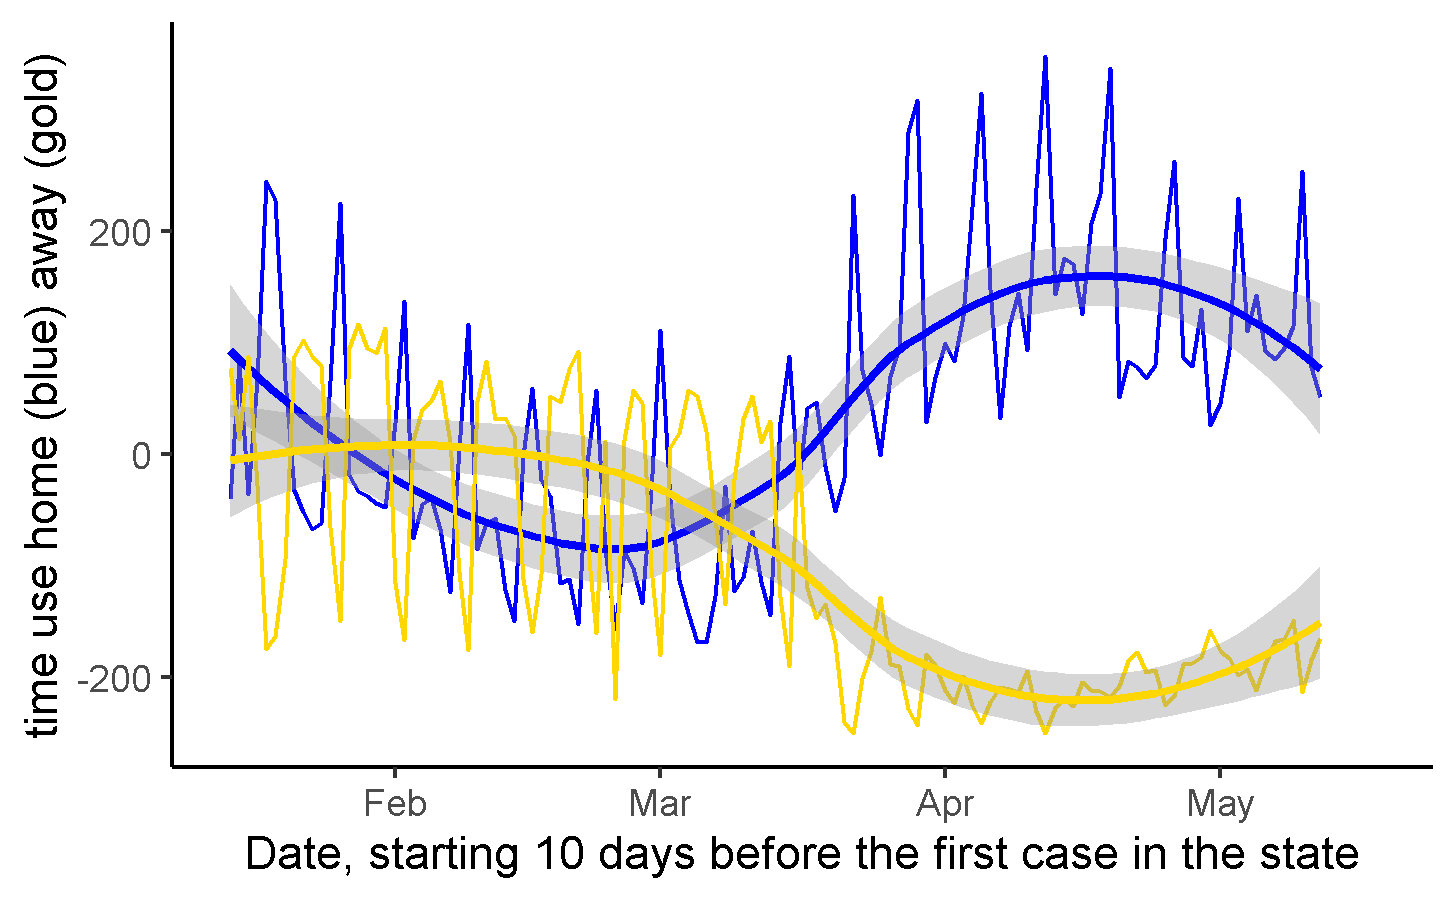 time use home (blue) away (gold)
200
0
-200
Feb Mar Apr May
Date, starting 10 days before the first case in the state